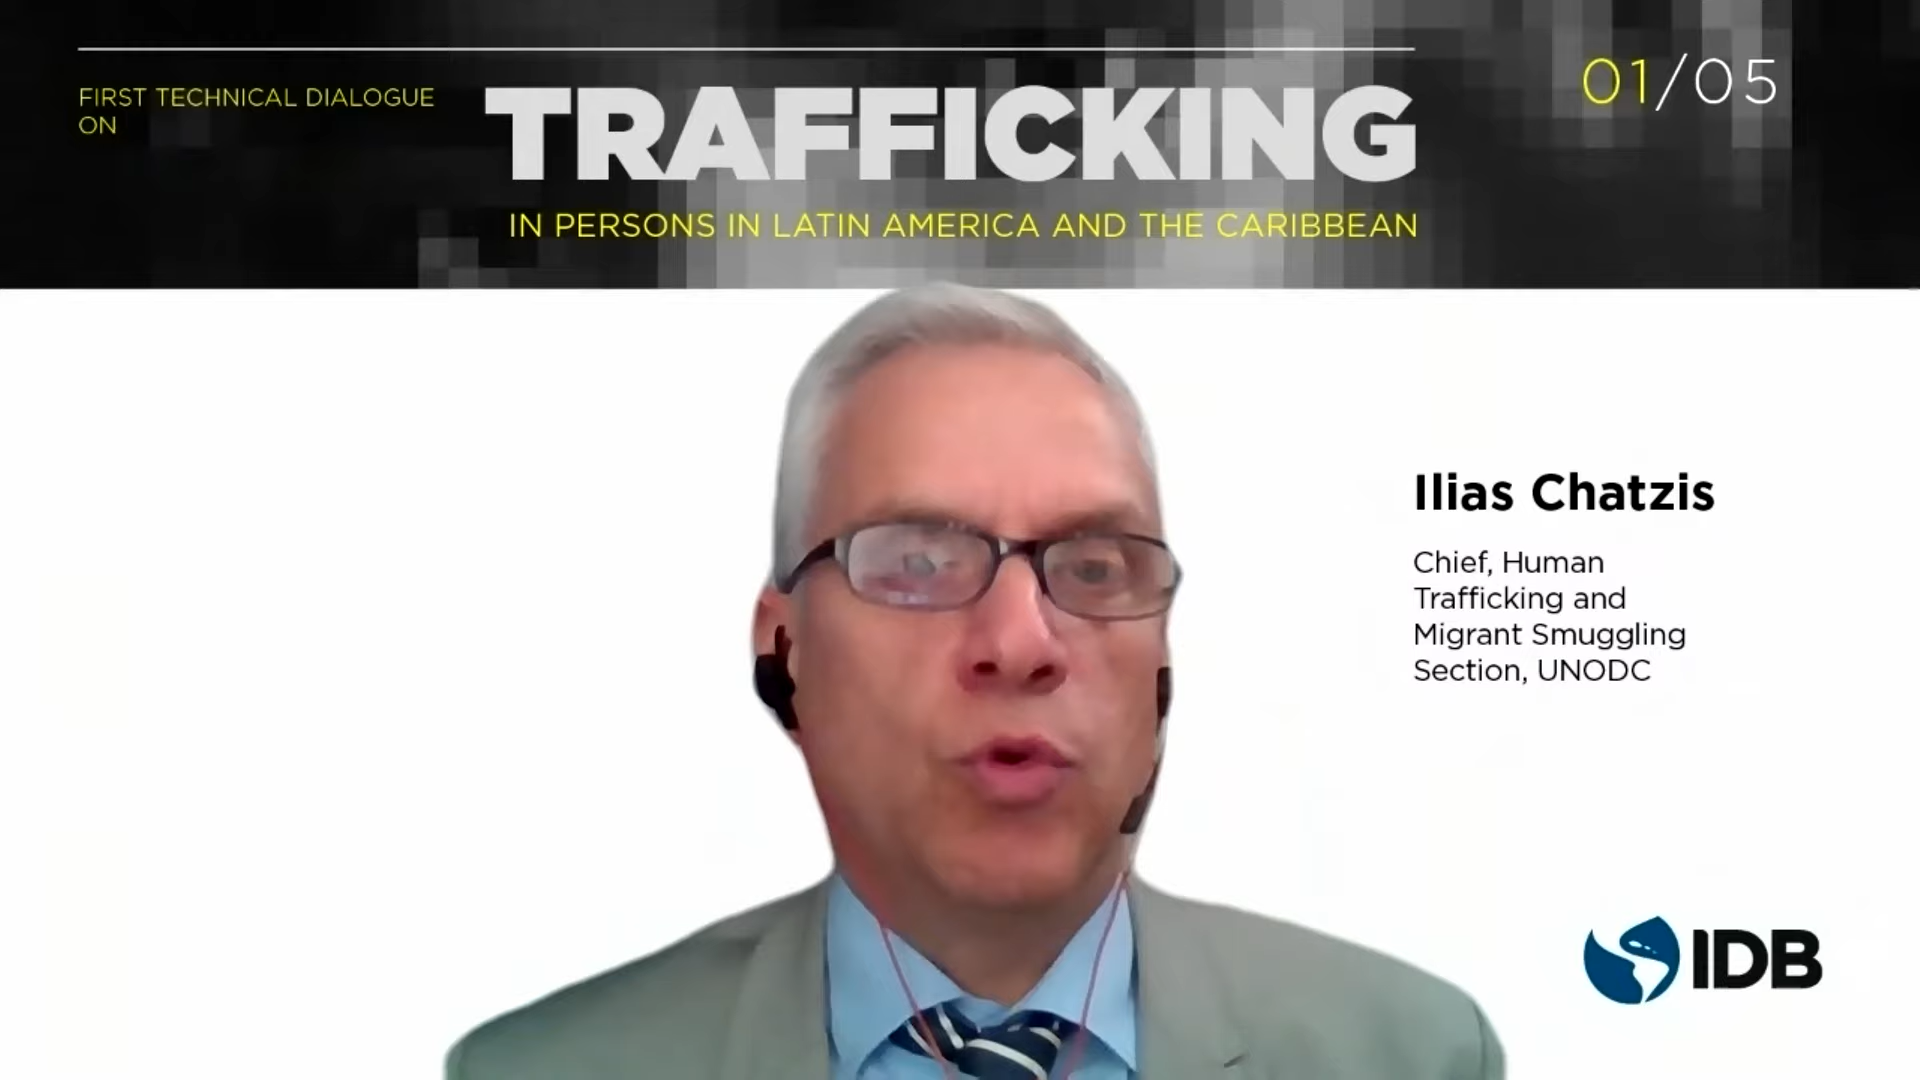 FIRST TECHNICAL DIALOGUE
ON
TRAFFICKING
IN PERSONS IN LATIN AMERICA AND THE CARIBBEAN
01/05
Ilias Chatzis
Chief, Human
Trafficking and
Migrant Smuggling
Section, UNODC
IDB